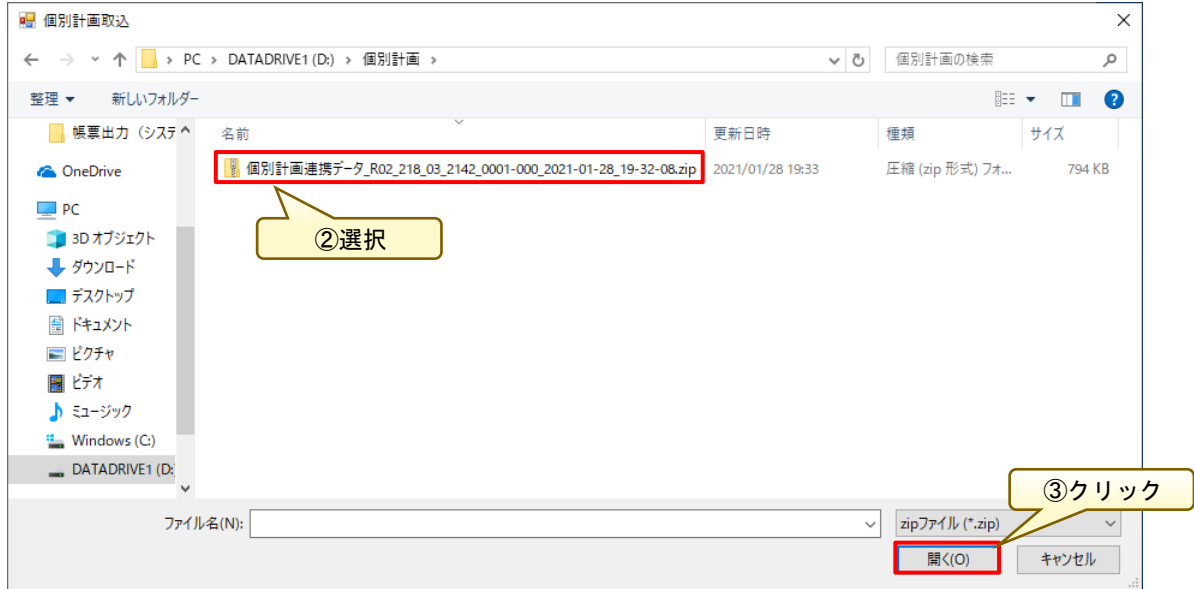 個別計画取込
PC > DATADRIVE1 (D:) > 個別計画 >
個別計画の検索
整理 新しいフォルダー
名前 更新日時 種類 サイズ
帳票出力（システ
個別計画連携データ_R02_218_03_2142_0001-000_2021-01-28_19-32-08.zip 2021/01/28 19:33 圧縮 (zip 形式) フォ... 794 KB
OneDrive
PC
②選択
3D オブジェクト
ダウンロード
デスクトップ
ドキュメント
ピクチャ
ビデオ
ミュージック
Windows (C:)
DATADRIVE1 (D:
③クリック
ファイル名(N): zipファイル (*.zip)
開く(O) キャンセル